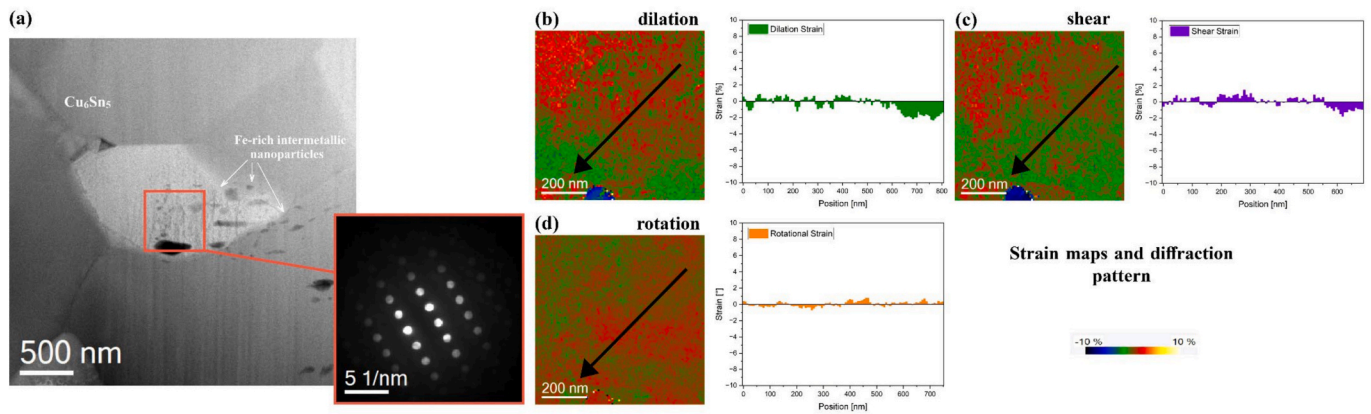 (a)
Cu6Sn5
Fe-rich intermetallic
nanoparticles
500 nm
5 1/nm
(b)
dilation
200 nm
Dilation Strain
10
8
6
4
2
0
-2
-4
-6
-8
-10
Strain [%]
0 100 200 300 400 500 600 700 800
Position [nm]
(c)
shear
200 nm
Shear Strain
10
8
6
4
2
0
-2
-4
-6
-8
-10
Strain [%]
0 100 200 300 400 500 600
Position [nm]
(d)
rotation
200 nm
Rotational Strain
10
8
6
4
2
0
-2
-4
-6
-8
-10
Strain [°]
0 100 200 300 400 500 600 700
Position [nm]
Strain maps and diffraction
pattern
-10 % 10 %